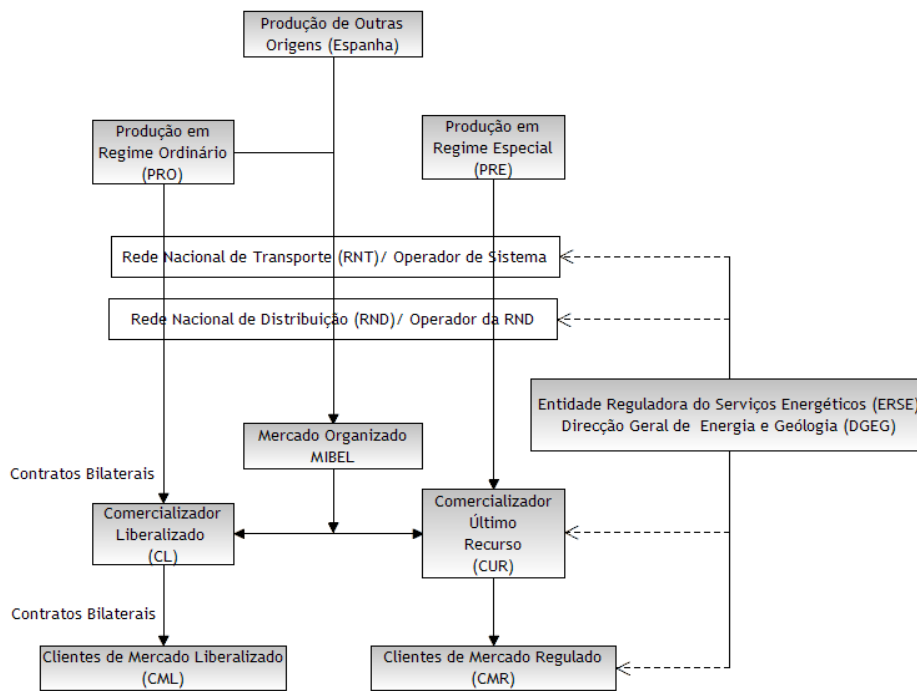 Produção de Outras
Origens (Espanha)
Produção em
Regime Ordinário
(PRO)
Produção em
Regime Especial
(PRE)
Rede Nacional de Transporte (RNT)/ Operador de Sistema
Rede Nacional de Distribuição (RND)/ Operador da RND
Entidade Reguladora do Serviços Energéticos (ERSE)
Direcção Geral de Energia e Geólogia (DGEG)
Mercado Organizado
MIBEL
Contratos Bilaterais
Comercializador
Liberalizado
(CL)
Comercializador
Último
Recurso
(CUR)
Contratos Bilaterais
Clientes de Mercado Liberalizado
(CML)
Clientes de Mercado Regulado
(CMR)